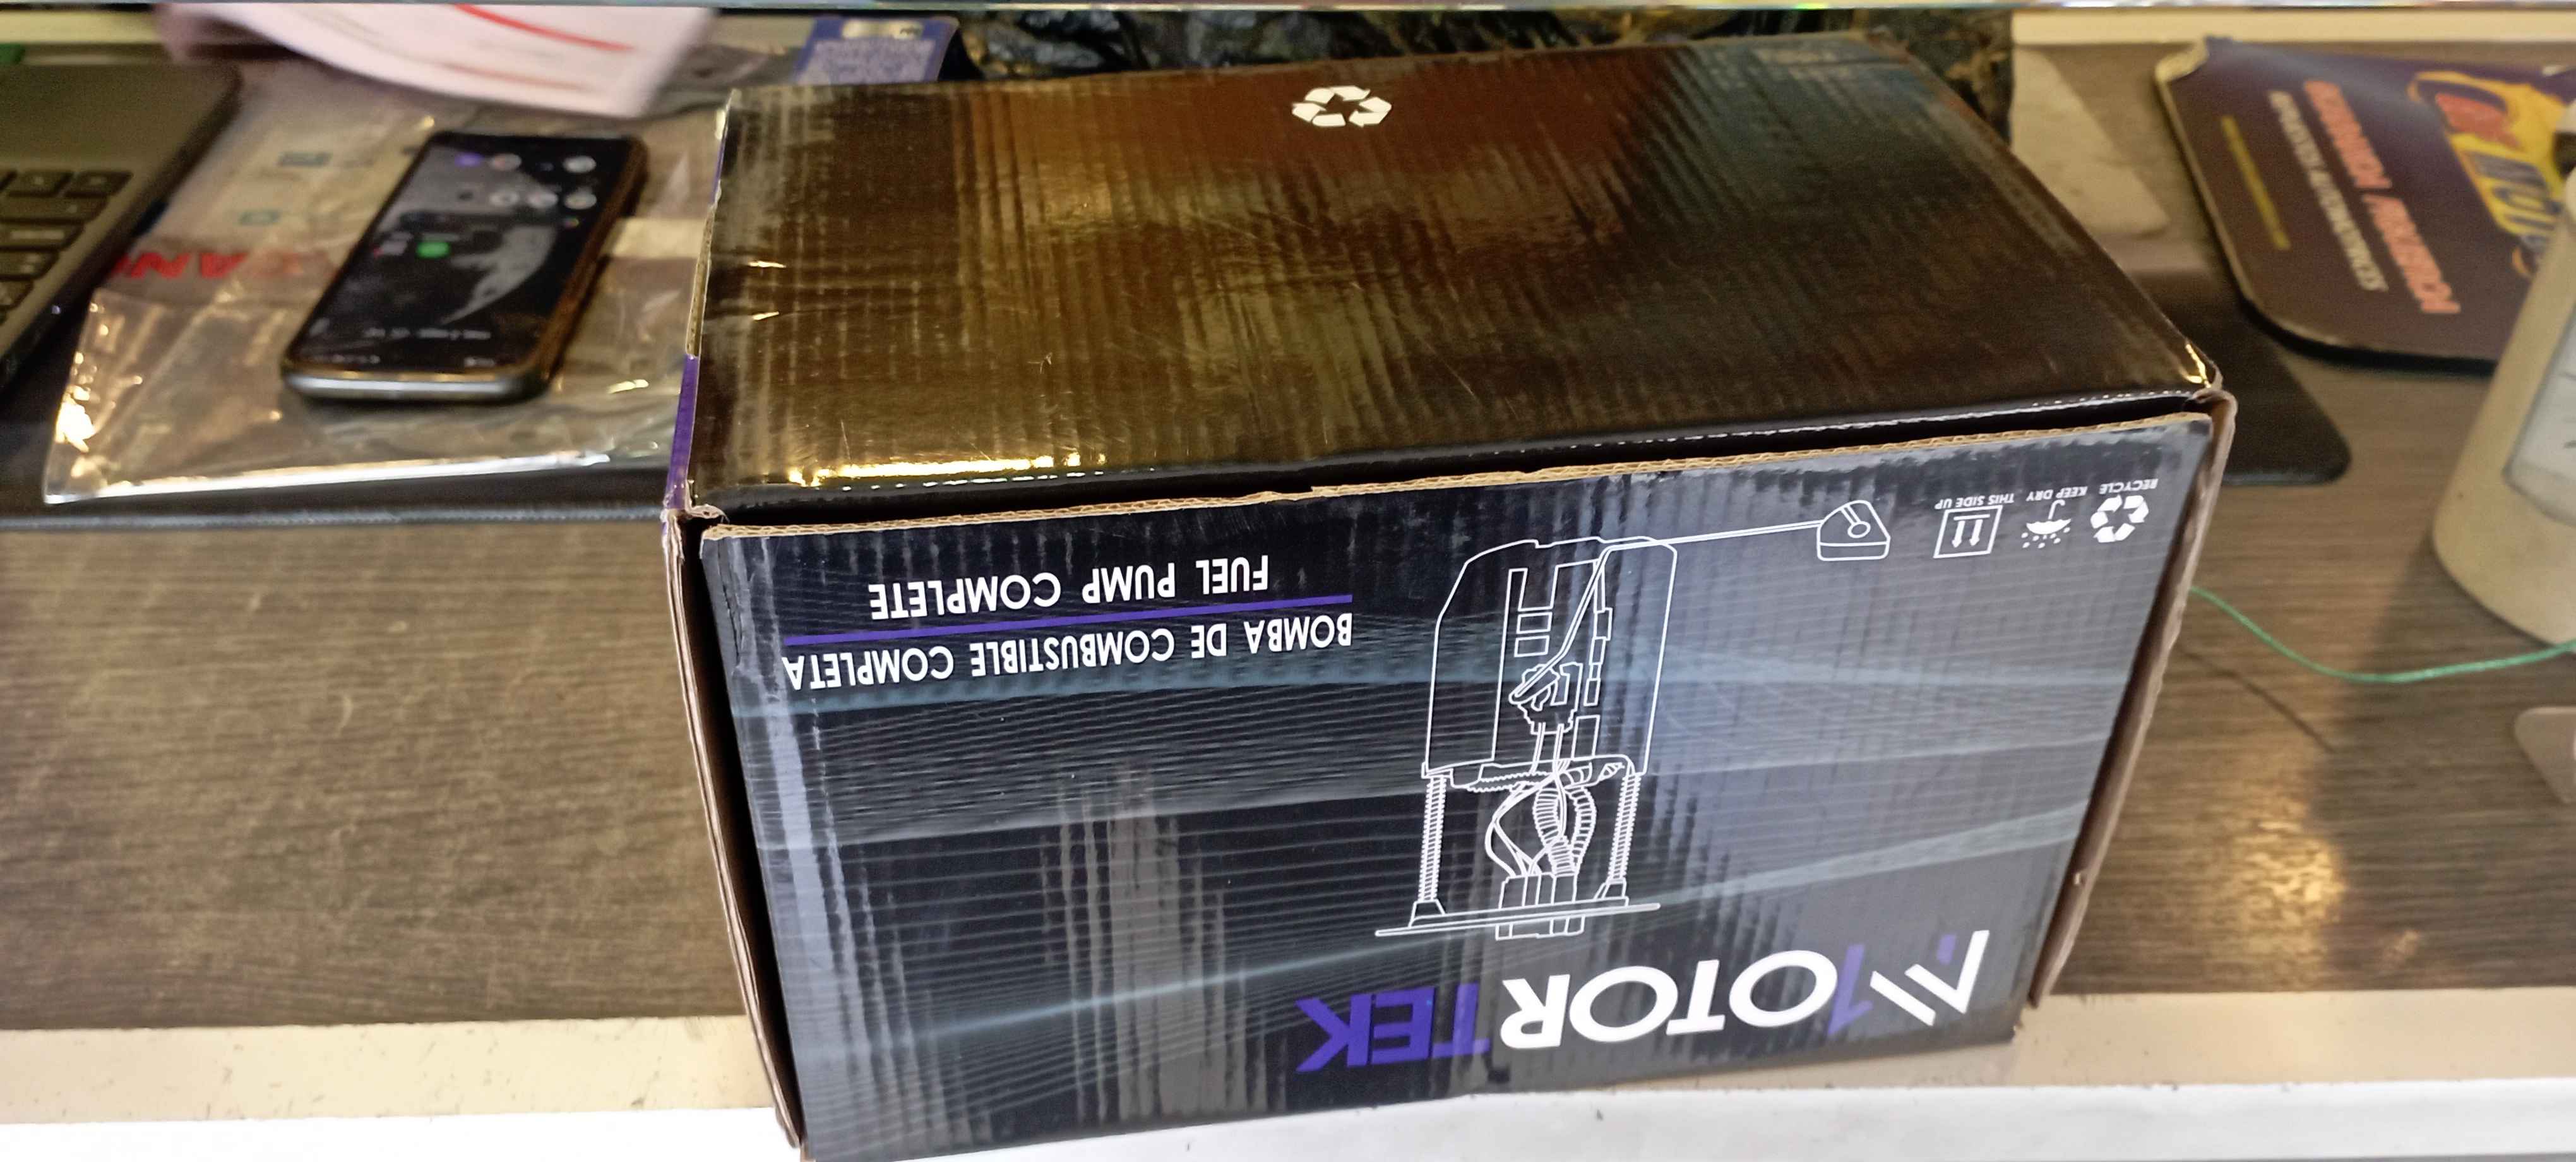 MOTORTEK
BOMBA DE COMBUSTIBLE COMPLETA
FUEL PUMP COMPLETE
RECYCLE
KEEP DRY
THIS SIDE UP